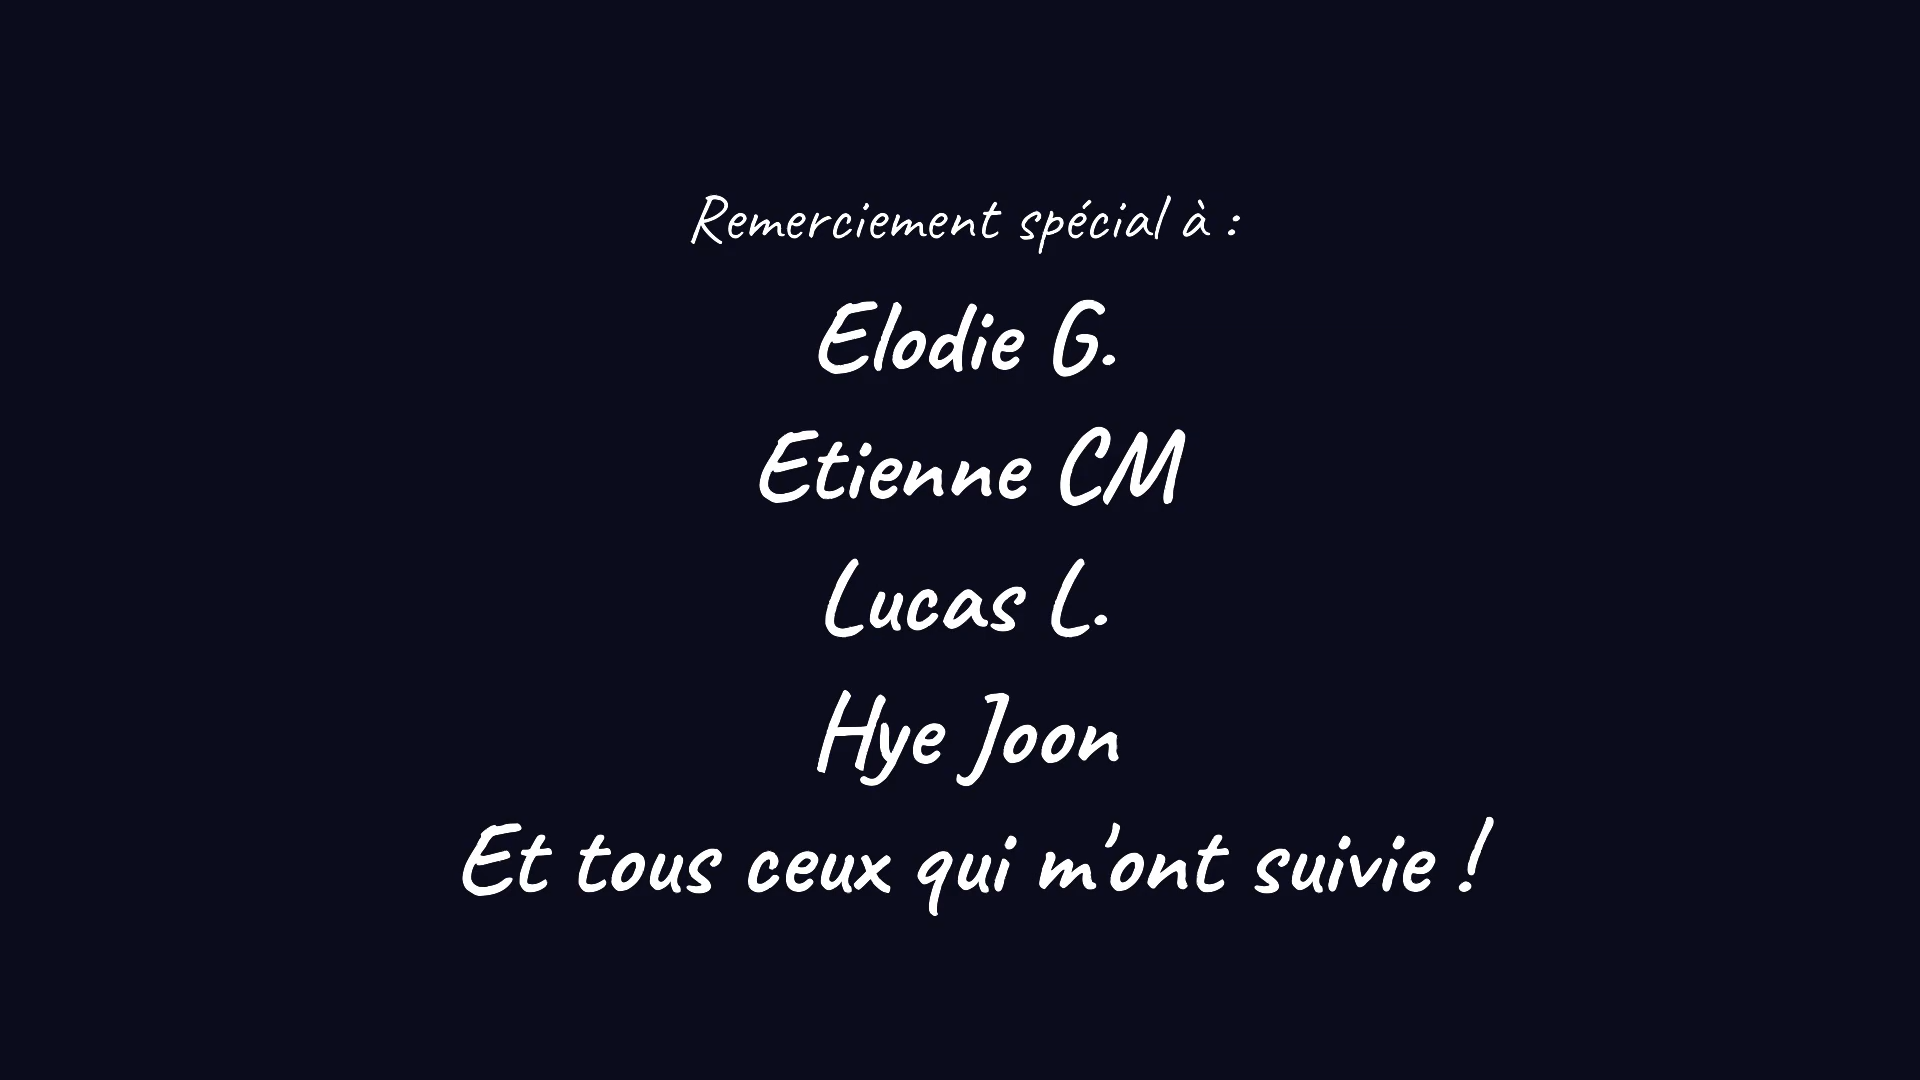 Remerciement spécial à :
Elodie G.
Etienne CM
Lucas L.
Hye Joon
Et tous ceux qui m'ont suivie !